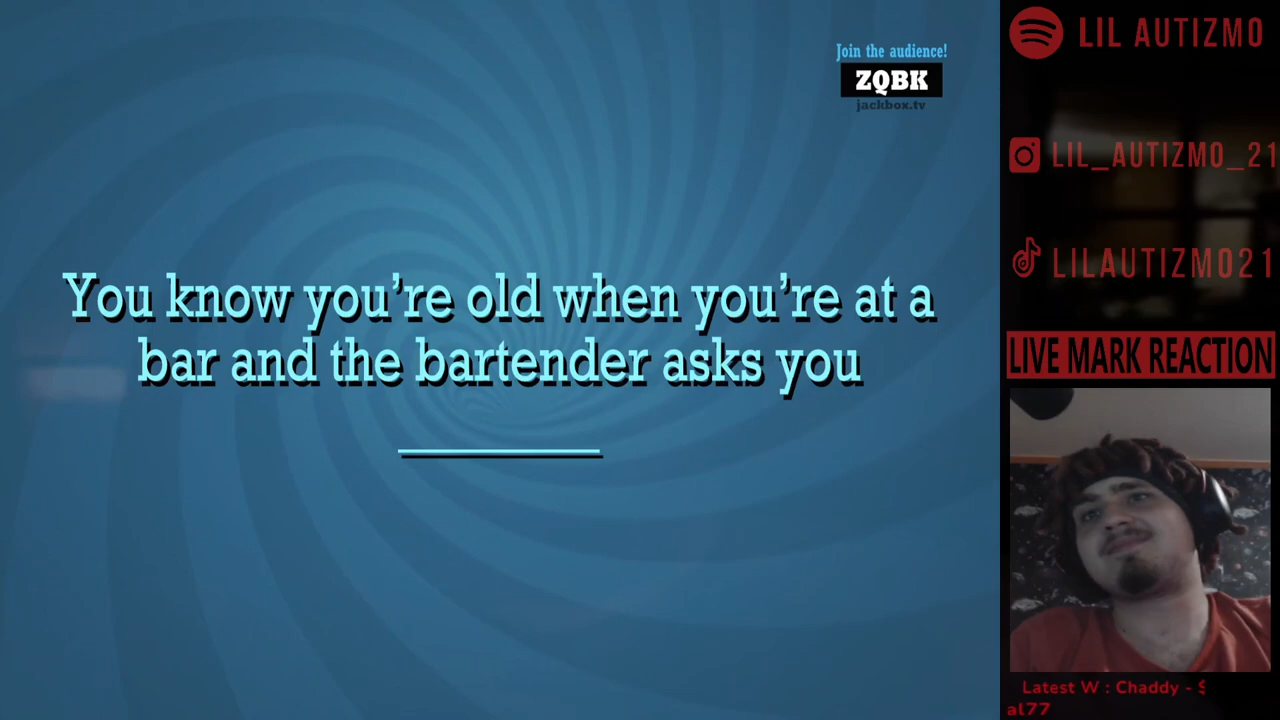 Join the audience!
ZQBK
jackbox.tv
You know you're old when you're at a
bar and the bartender asks you
LIL AUTIZMO
LIL_AUTIZMO_21
LILAUTIZMO21
LIVE MARK REACTION
Latest W : Chaddy -
al77